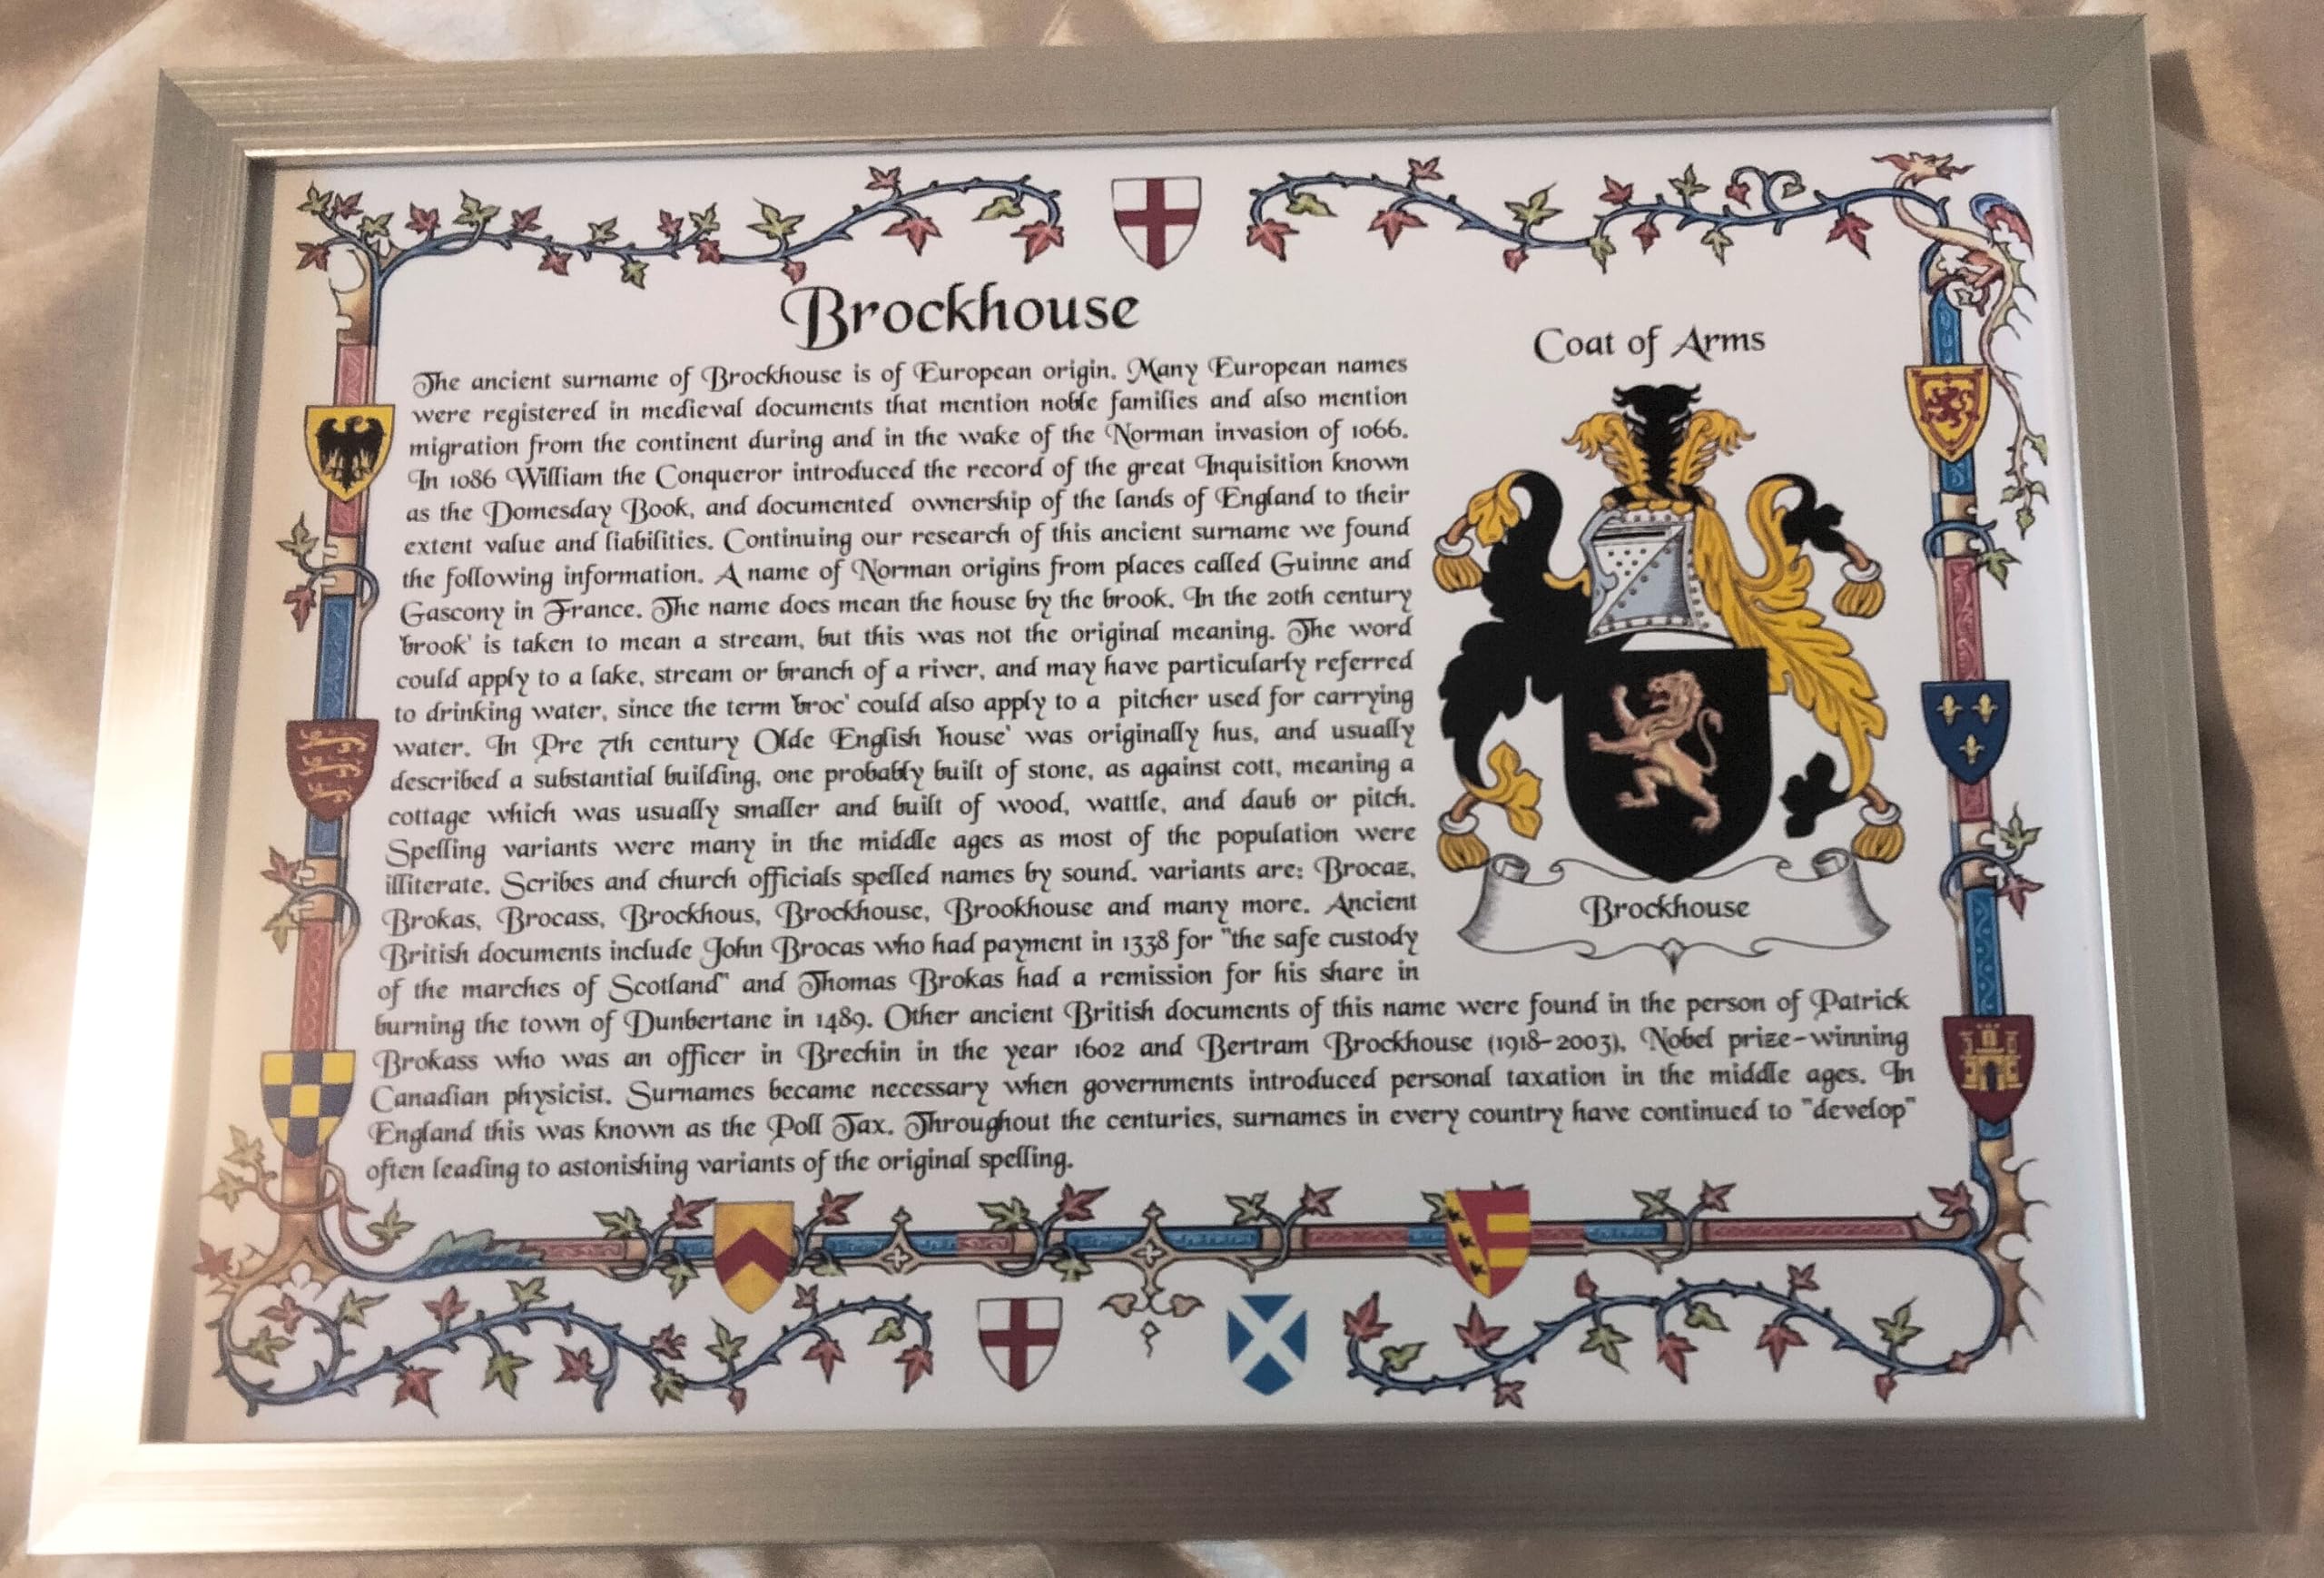 Brockhouse
The ancient surname of Brockhouse is of European origin. Many European names
were registered in medieval documents that mention noble families and also mention
migration from the continent during and in the wake of the Norman invasion of 1066.
In 1086 William the Conqueror introduced the record of the great Inquisition known
as the Domesday Book, and documented ownership of the lands of England to their
extent value and liabilities. Continuing our research of this ancient surname we found
the following information. A name of Norman origins from places called Guinne and
Gascony in France. The name does mean the house by the brook. In the 20th century
'brook' is taken to mean a stream, but this was not the original meaning. The word
could apply to a lake, stream or branch of a river, and may have particularly referred
to drinking water, since the term 'broc' could also apply to a pitcher used for carrying
water. In Pre 7th century Olde English 'house' was originally hus, and usually
described a substantial building, one probably built of stone, as against cott, meaning a
cottage which was usually smaller and built of wood, wattle, and daub or pitch.
Spelling variants were many in the middle ages as most of the population were
illiterate. Scribes and church officials spelled names by sound. variants are: Brocaz,
Brokas, Brocass, Brockhous, Brockhouse, Brookhouse and many more. Ancient
British documents include John Brocas who had payment in 1338 for "the safe custody
of the marches of Scotland" and Thomas Brokas had a remission for his share in
burning the town of Dunbertane in 1489. Other ancient British documents of this name were found in the person of Patrick
Brokass who was an officer in Brechin in the year 1602 and Bertram Brockhouse (1918-2003), Nobel prize-winning
Canadian physicist. Surnames became necessary when governments introduced personal taxation in the middle ages. In
England this was known as the Poll Tax. Throughout the centuries, surnames in every country have continued to "develop"
often leading to astonishing variants of the original spelling.
Coat of Arms
Brockhouse